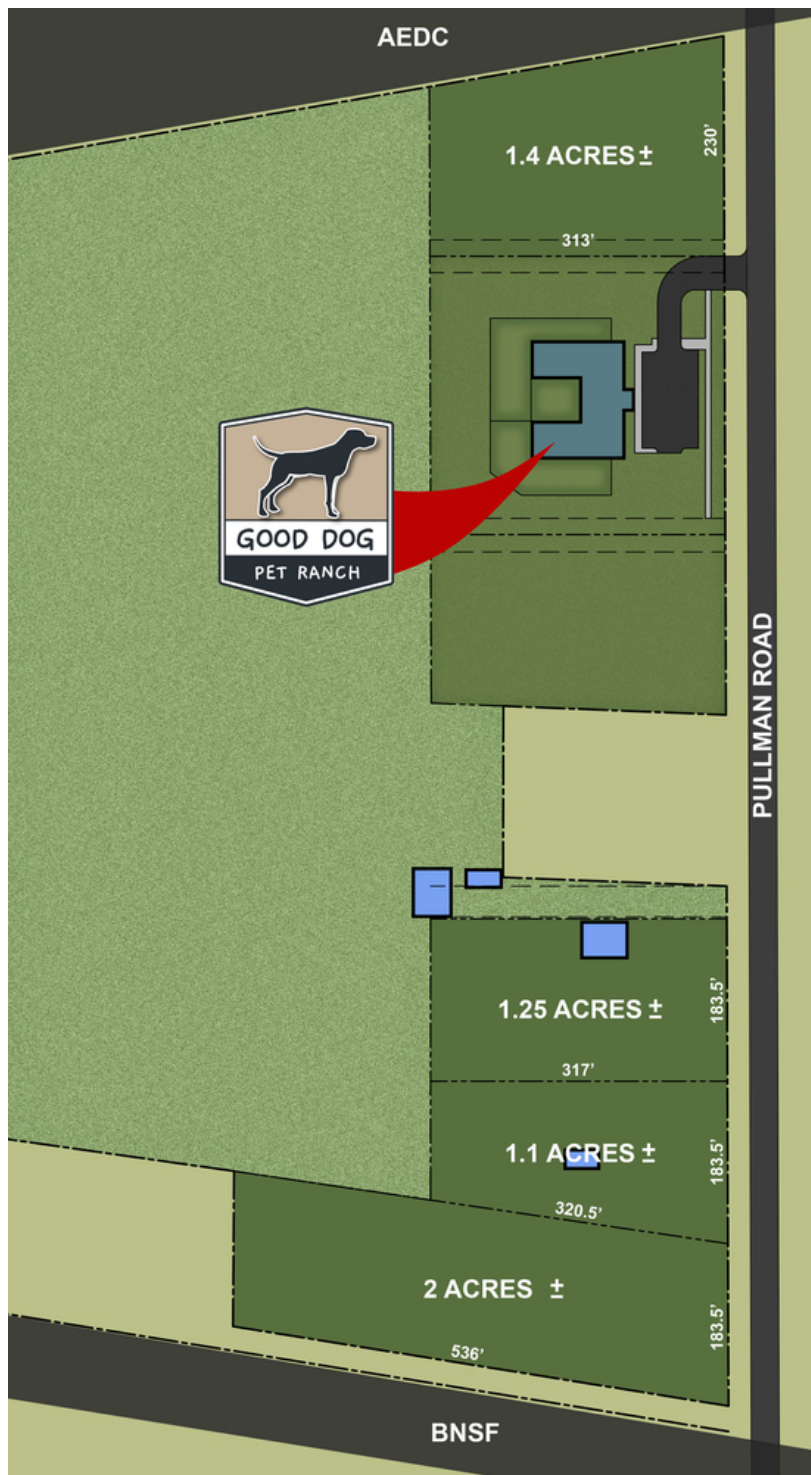 AEDC
1.4 ACRES ±
230’
313’
GOOD DOG
PET RANCH
PULLMAN ROAD
1.25 ACRES ±
183.5’
317’
1.1 ACRES ±
183.5’
320.5’
2 ACRES ±
183.5’
536’
BNSF